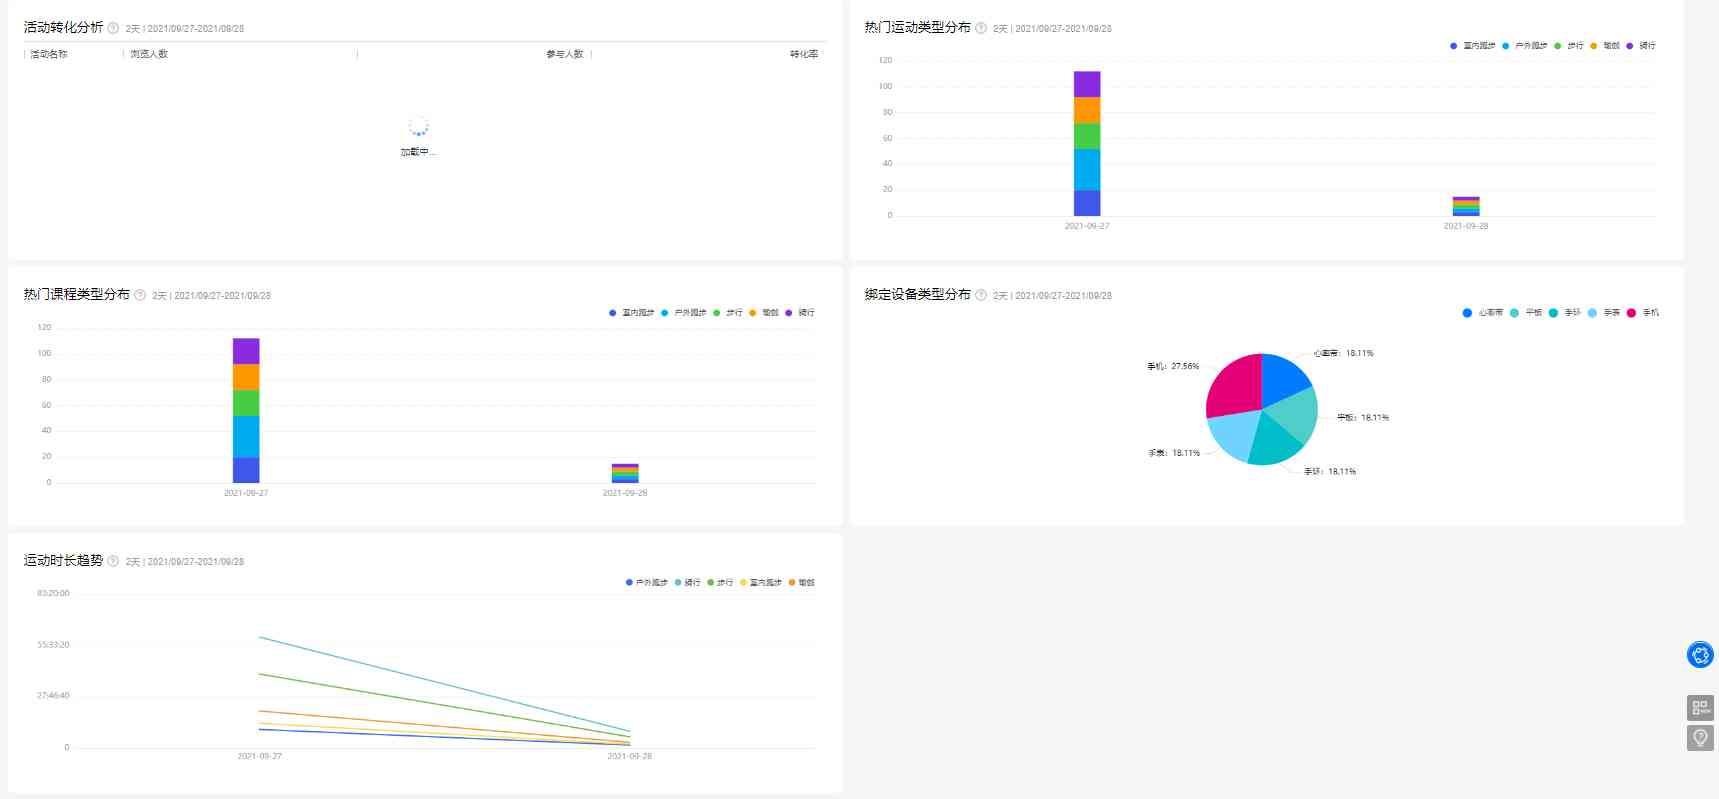 活动转化分析 ? 2天 | 2021/09/27-2021/09/28
活动名称 浏览人数 参与人数 转化率
加载中...
热门运动类型分布 ? 2天 | 2021/09/27-2021/09/28
室内跑步 户外跑步 步行 瑜伽 骑行
120
100
80
60
40
20
0
2021-09-27 2021-09-28
热门课程类型分布 ? 2天 | 2021/09/27-2021/09/28
室内跑步 户外跑步 步行 瑜伽 骑行
120
100
80
60
40
20
0
2021-09-27 2021-09-28
绑定设备类型分布 ? 2天 | 2021/09/27-2021/09/28
心率带 平板 手环 手表 手机
心率带: 18.11%
手机: 27.56%
平板: 18.11%
手表: 18.11%
手环: 18.11%
运动时长趋势 ? 2天 | 2021/09/27-2021/09/28
户外跑步 骑行 步行 室内跑步 瑜伽
83:20:00
55:33:20
27:46:40
0
2021-09-27 2021-09-28